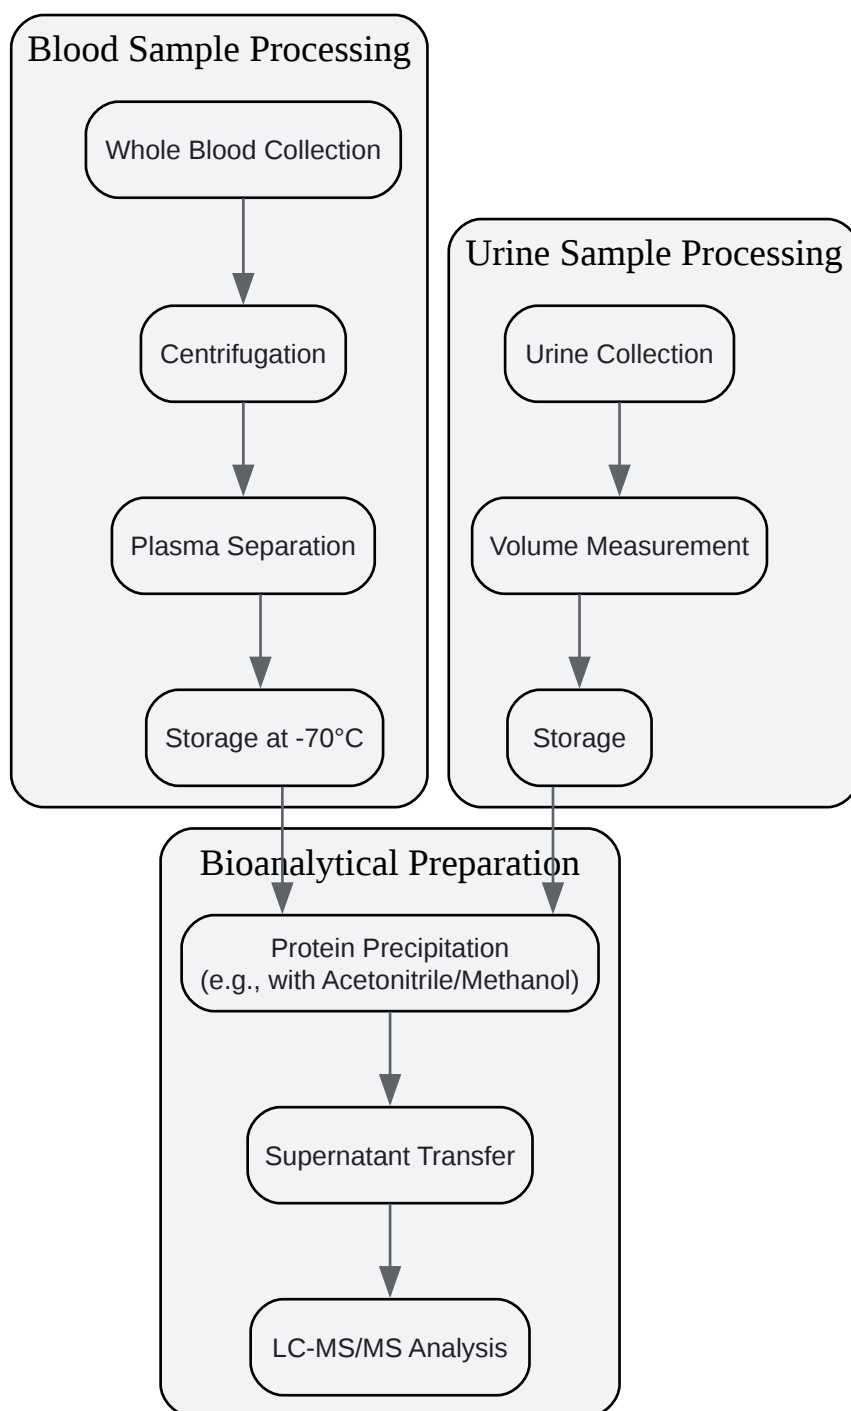 Blood Sample Processing
Whole Blood Collection
Centrifugation
Plasma Separation
Storage at -70°C
Urine Sample Processing
Urine Collection
Volume Measurement
Storage
Bioanalytical Preparation
Protein Precipitation
(e.g., with Acetonitrile/Methanol)
Supernatant Transfer
LC-MS/MS Analysis